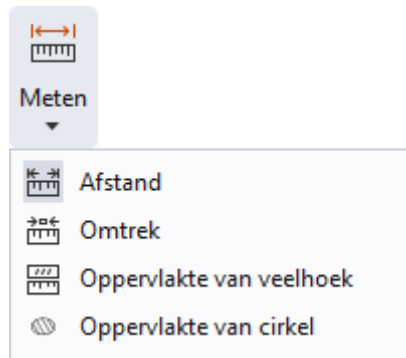 Meten
Afstand
Omtrek
Oppervlakte van veelhoek
Oppervlakte van cirkel